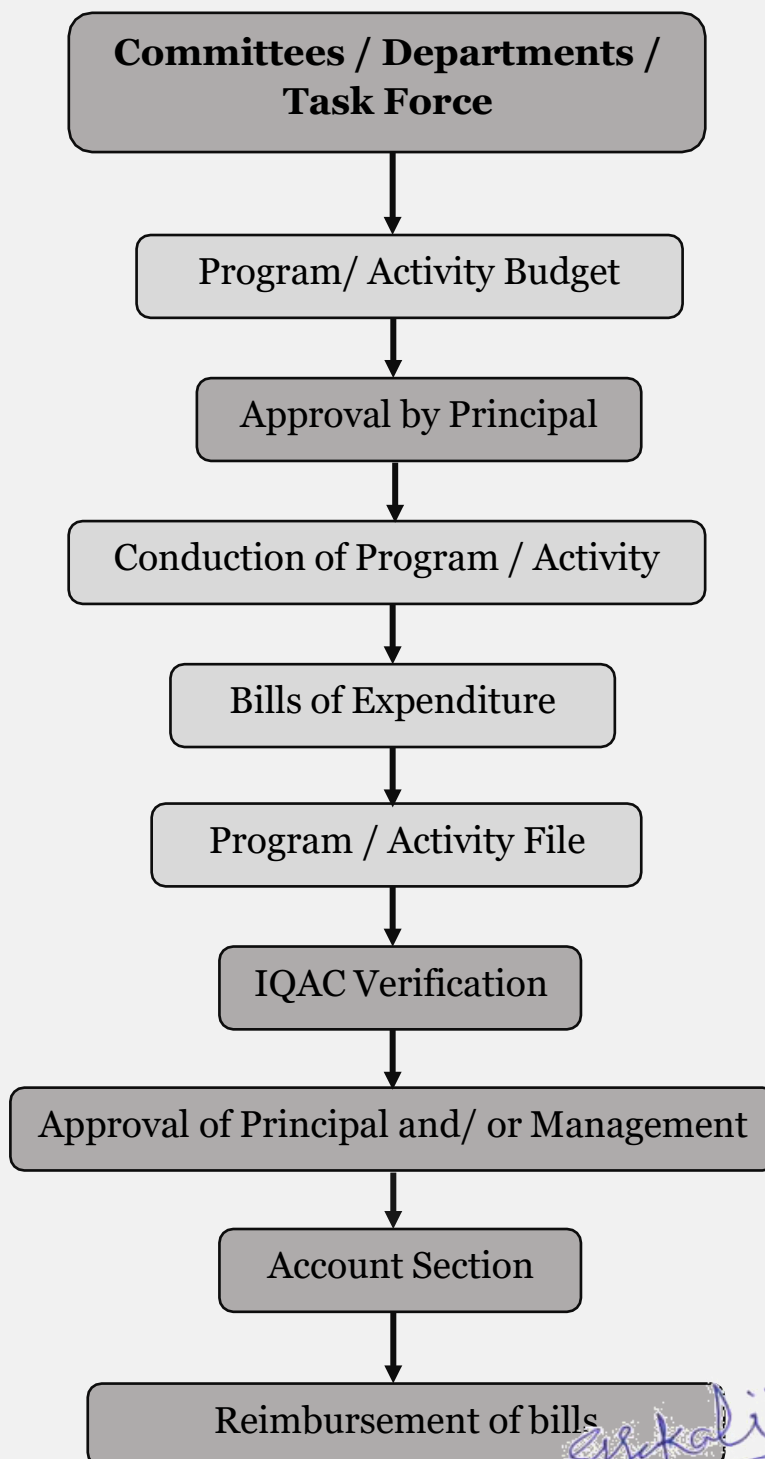 Committees / Departments /
Task Force
Program/ Activity Budget
Approval by Principal
Conduction of Program / Activity
Bills of Expenditure
Program / Activity File
IQAC Verification
Approval of Principal and/ or Management
Account Section
Reimbursement of bills